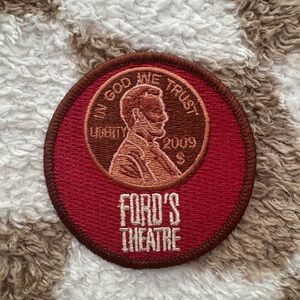 IN GOD WE TRUST
LIBERTY
2009
S
FORD'S
THEATRE